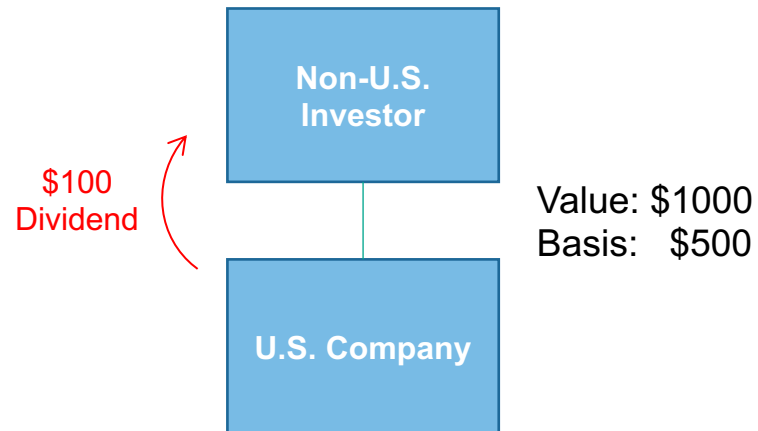 Non-U.S.
Investor
$100
Dividend
Value: $1000
Basis: $500
U.S. Company